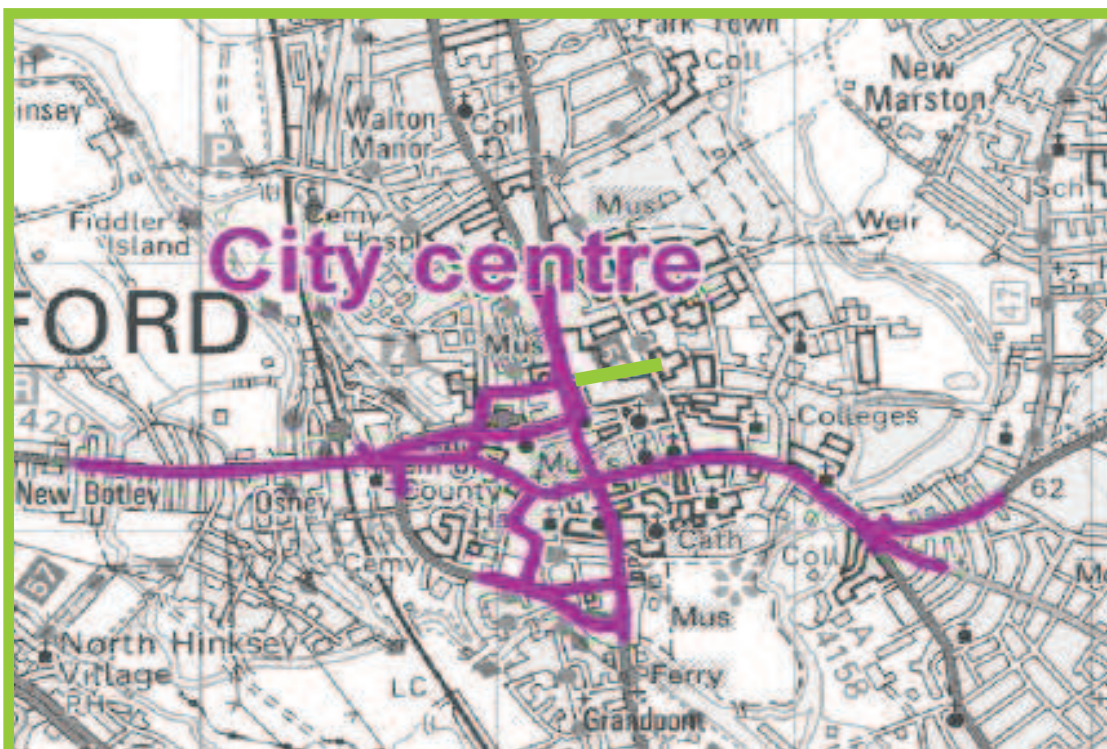 Park Town
Coll
New
Marston
insey
Walton
Manor
Coll
P
Sch
Fiddler's
Island
Cemy
Hospl
Mus
Weir
City centre
FORD
Mus
Colleges
420
New Botley
Osney
County
Mus
62
Cath
Coll
Cemy
57
Mus
A
4158
North Hinksey
Village
P.H.
LC
Ferry
Grandpont